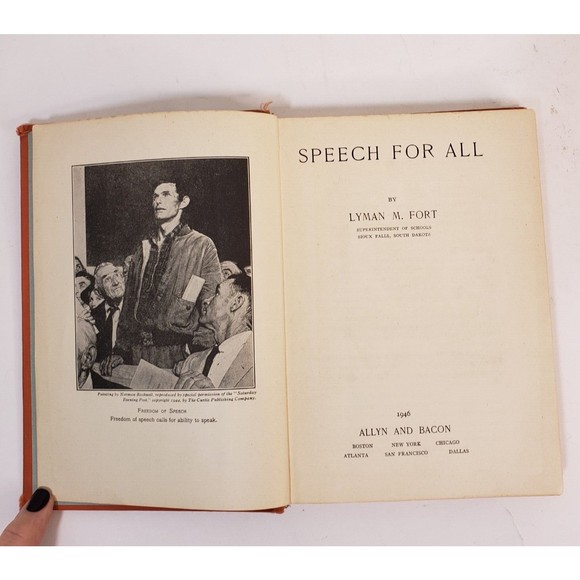 Painting by Norman Rockwell, reproduced by special permission of the "Saturday
Evening Post," copyright 1944, by The Curtis Publishing Company.
FREEDOM OF SPEECH
Freedom of speech calls for ability to speak.
SPEECH FOR ALL
BY
LYMAN M. FORT
SUPERINTENDENT OF SCHOOLS
SIOUX FALLS, SOUTH DAKOTA
1946
ALLYN AND BACON
BOSTON NEW YORK CHICAGO
ATLANTA SAN FRANCISCO DALLAS